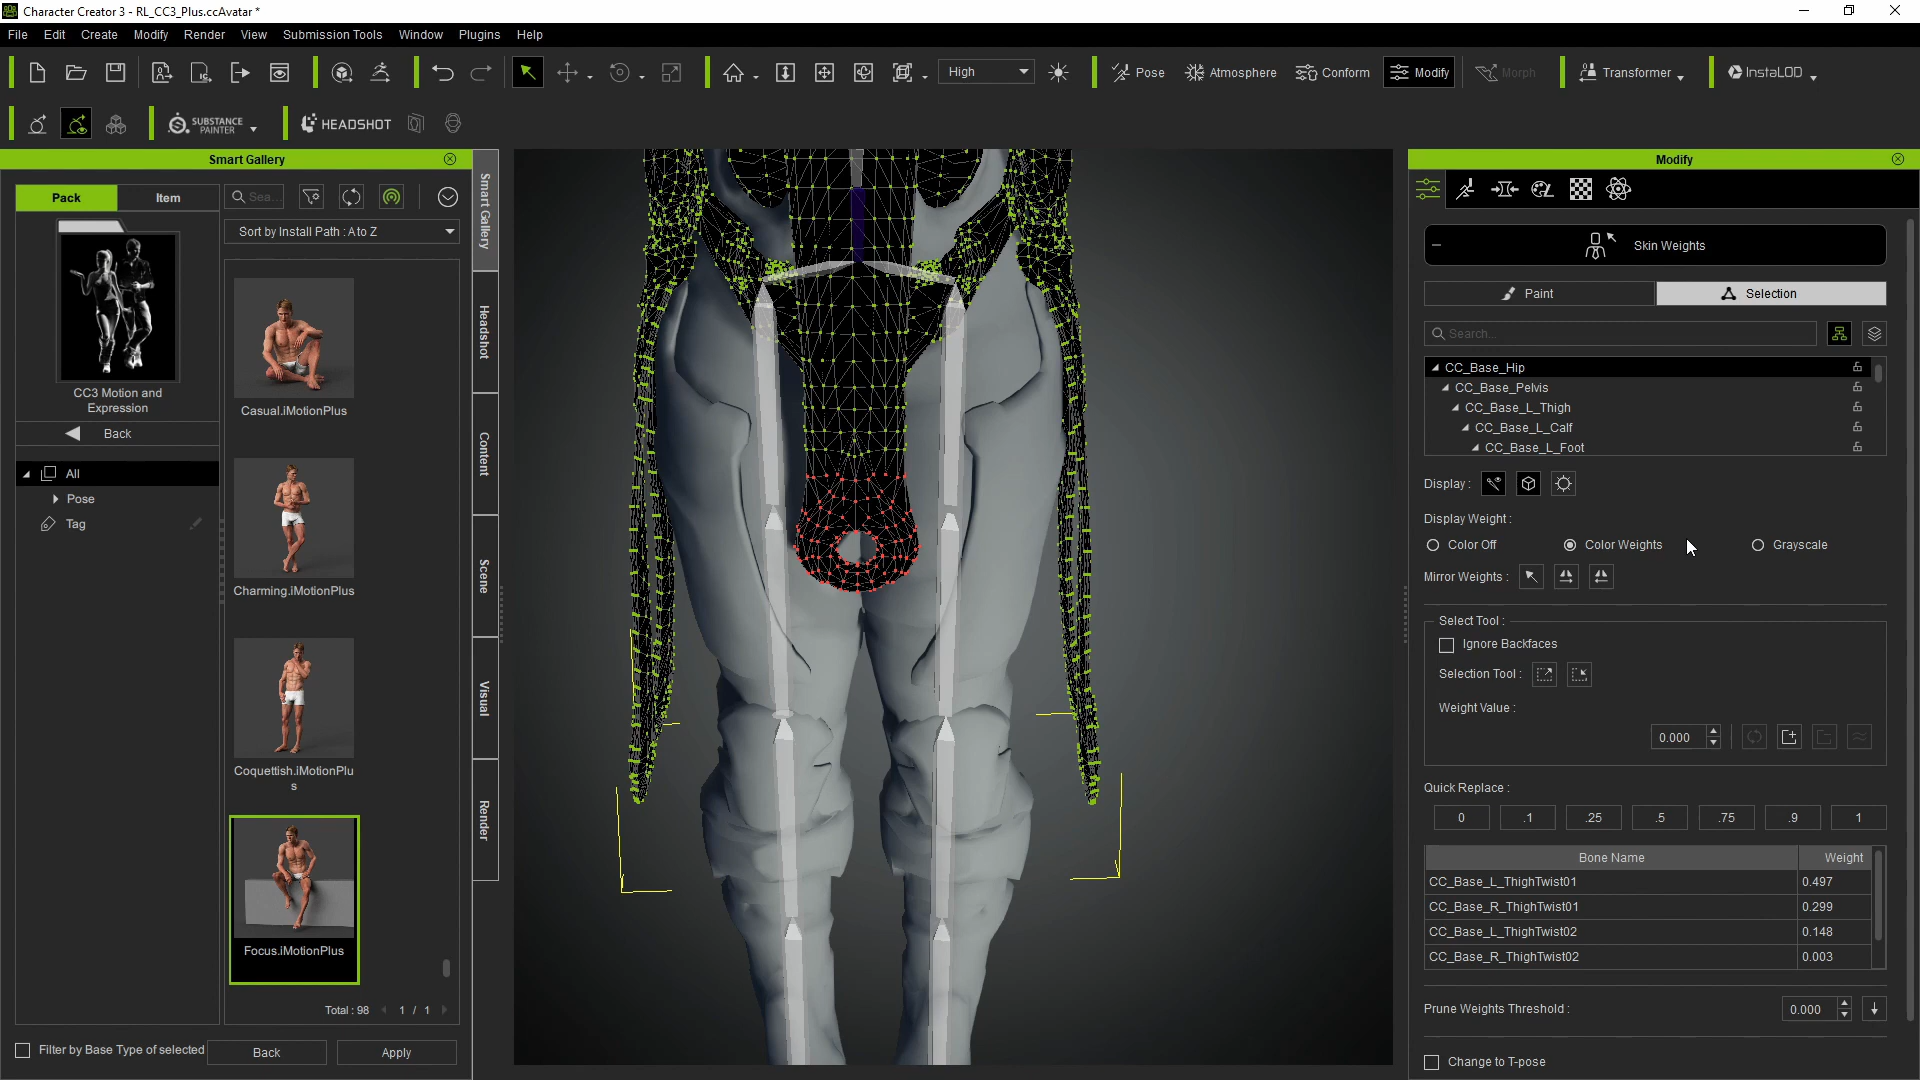 Character Creator 3 - RL_CC3_Plus.ccAvatar *
File Edit Create Modify Render View Submission Tools Window Plugins Help
High Pose Atmosphere Conform Modify Morph Transformer InstaLOD
SUBSTANCE PAINTER HEADSHOT
Smart Gallery
Pack Item Sea...
Sort by Install Path : A to Z
CC3 Motion and
Expression
Back
All
Pose
Tag
Casual.iMotionPlus
Charming.iMotionPlus
Coquettish.iMotionPlu
s
Focus.iMotionPlus
Total : 98 1 / 1
Filter by Base Type of selected Back Apply
Smart Gallery
Headshot
Content
Scene
Visual
Render
Modify
Skin Weights
Paint Selection
Search...
CC_Base_Hip
CC_Base_Pelvis
CC_Base_L_Thigh
CC_Base_L_Calf
CC_Base_L_Foot
Display :
Display Weight :
Color Off Color Weights Grayscale
Mirror Weights :
Select Tool :
Ignore Backfaces
Selection Tool :
Weight Value :
0.000
Quick Replace :
0 .1 .25 .5 .75 .9 1
Bone Name Weight
CC_Base_L_ThighTwist01 0.497
CC_Base_R_ThighTwist01 0.299
CC_Base_L_ThighTwist02 0.148
CC_Base_R_ThighTwist02 0.003
Prune Weights Threshold : 0.000
Change to T-pose